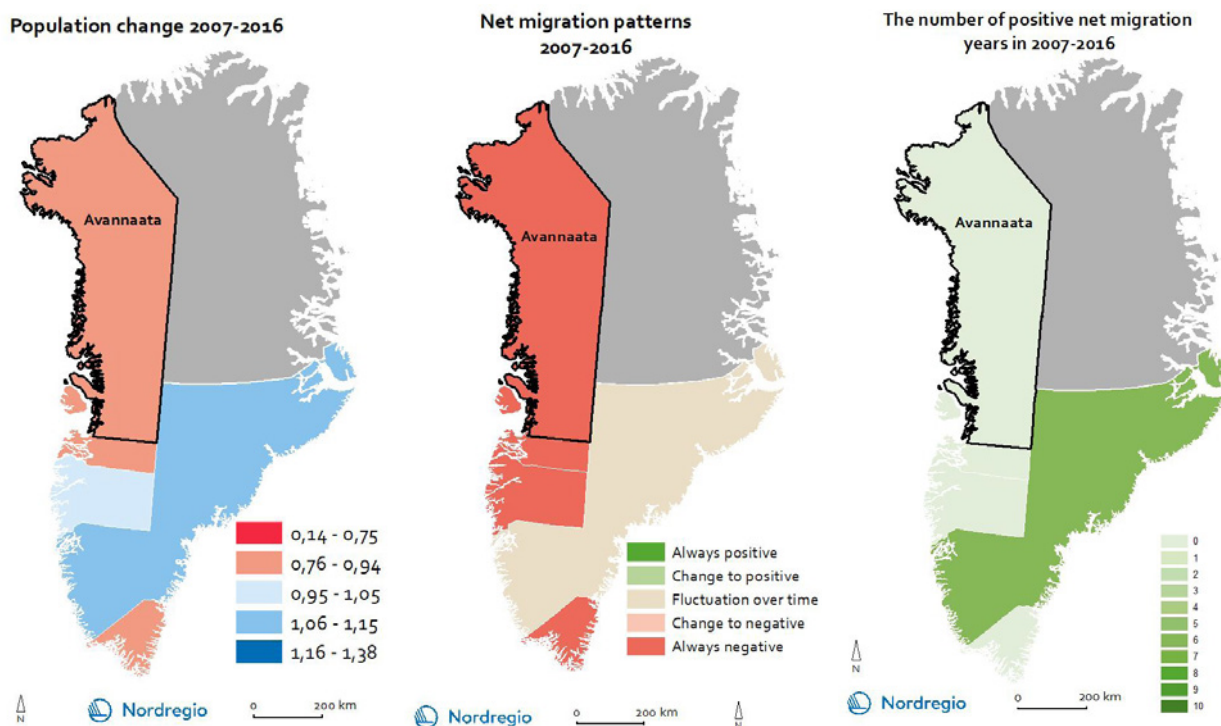 Population change 2007-2016
Avannaata
0,14 - 0,75
0,76 - 0,94
0,95 - 1,05
1,06 - 1,15
1,16 - 1,38
N
Nordregio
0 200 km
Net migration patterns
2007-2016
Avannaata
Always positive
Change to positive
Fluctuation over time
Change to negative
Always negative
Nordregio
0 200 km
N
The number of positive net migration
years in 2007-2016
Avannaata
0
1
2
3
4
5
6
7
8
9
10
N
Nordregio
0 200 km